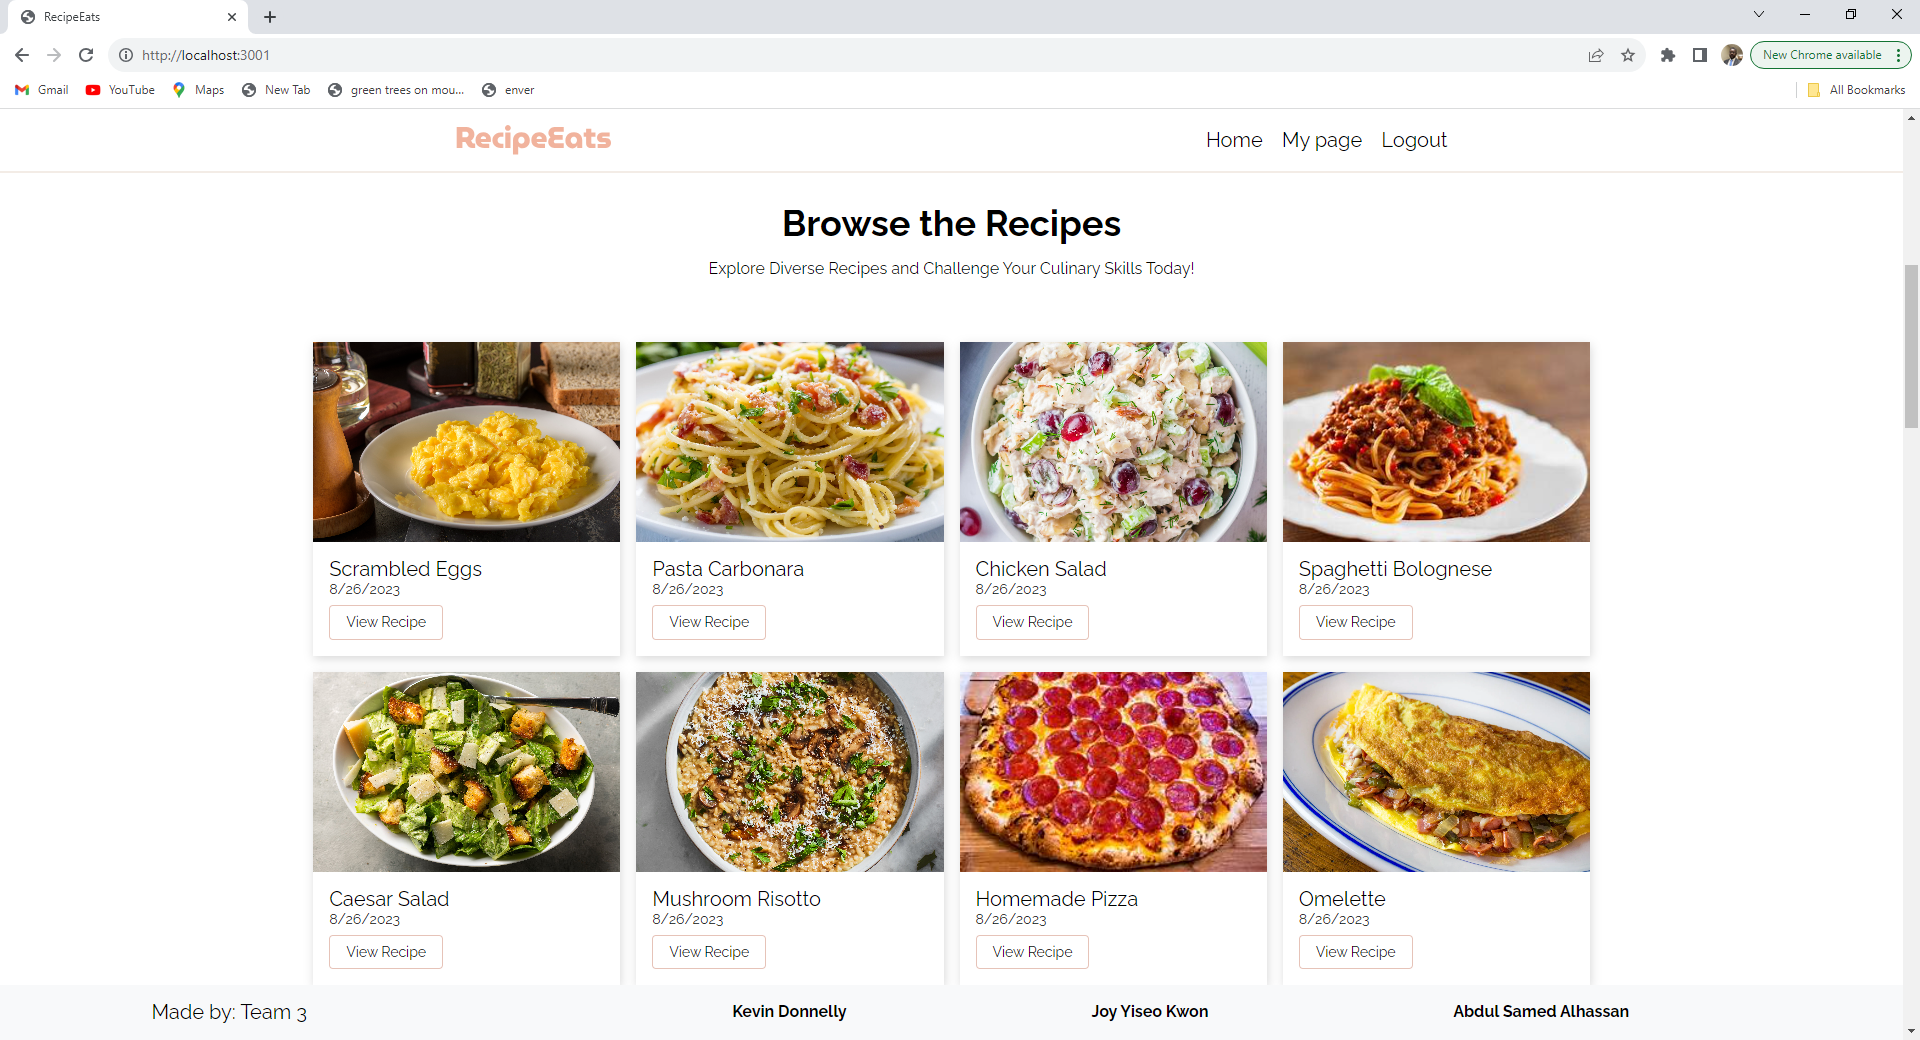 RecipeEats
http://localhost:3001
New Chrome available
Gmail
YouTube
Maps
New Tab
green trees on mou...
enver
All Bookmarks
RecipeEats
Home
My page
Logout
Browse the Recipes
Explore Diverse Recipes and Challenge Your Culinary Skills Today!
Scrambled Eggs
8/26/2023
View Recipe
Pasta Carbonara
8/26/2023
View Recipe
Chicken Salad
8/26/2023
View Recipe
Spaghetti Bolognese
8/26/2023
View Recipe
Caesar Salad
8/26/2023
View Recipe
Mushroom Risotto
8/26/2023
View Recipe
Homemade Pizza
8/26/2023
View Recipe
Omelette
8/26/2023
View Recipe
Made by: Team 3
Kevin Donnelly
Joy Yiseo Kwon
Abdul Samed Alhassan